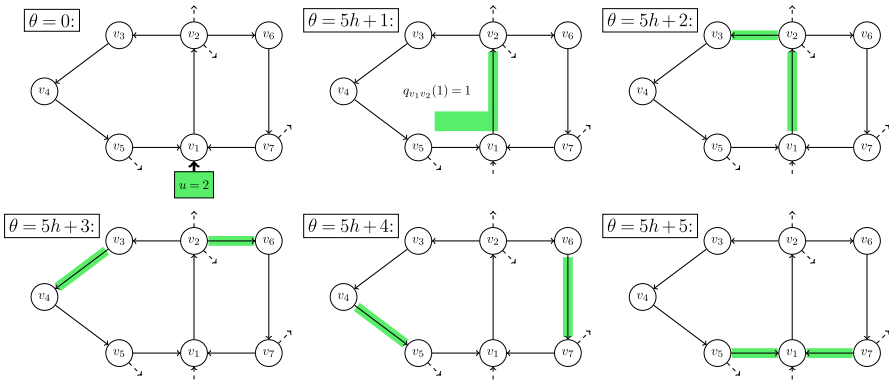 θ = 0:
v3
v2
v6
v4
v5
v1
v7
u = 2
θ = 5h + 1:
v3
v2
v6
v4
q_{v1v2}(1) = 1
v5
v1
v7
θ = 5h + 2:
v3
v2
v6
v4
v5
v1
v7
θ = 5h + 3:
v3
v2
v6
v4
v5
v1
v7
θ = 5h + 4:
v3
v2
v6
v4
v5
v1
v7
θ = 5h + 5:
v3
v2
v6
v4
v5
v1
v7